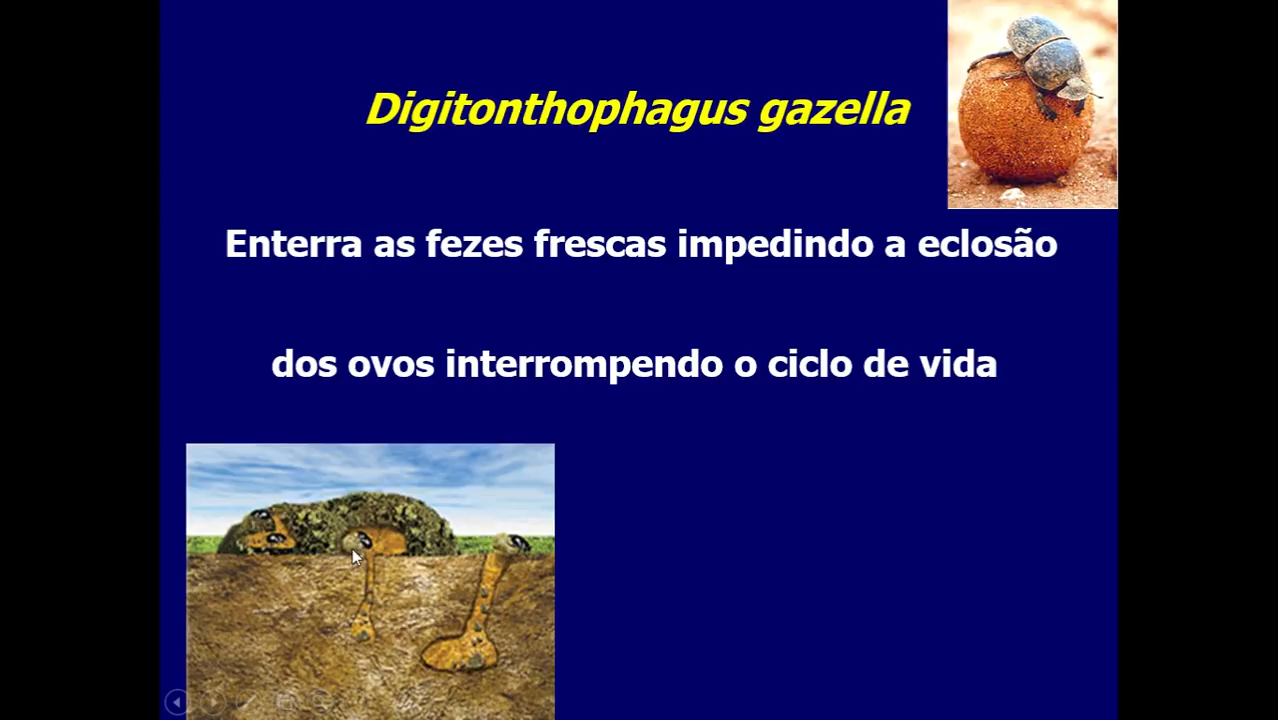 Digitonthophagus gazella
Enterra as fezes frescas impedindo a eclosão
dos ovos interrompendo o ciclo de vida